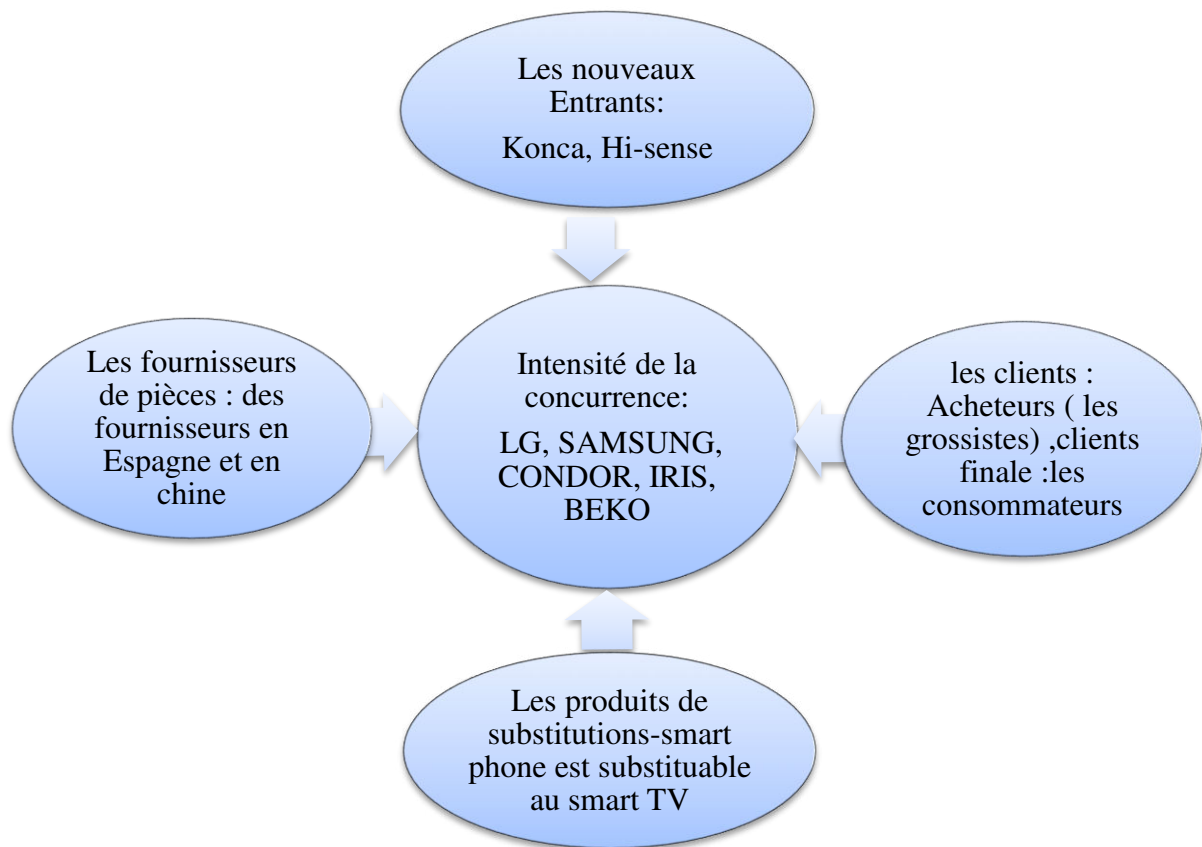 Les nouveaux
Entrants:
Konca, Hi-sense
Les fournisseurs
de pièces : des
fournisseurs en
Espagne et en
chine
Intensité de la
concurrence:
LG, SAMSUNG,
CONDOR, IRIS,
BEKO
les clients :
Acheteurs ( les
grossistes) ,clients
finale :les
consommateurs
Les produits de
substitutions-smart
phone est substituable
au smart TV